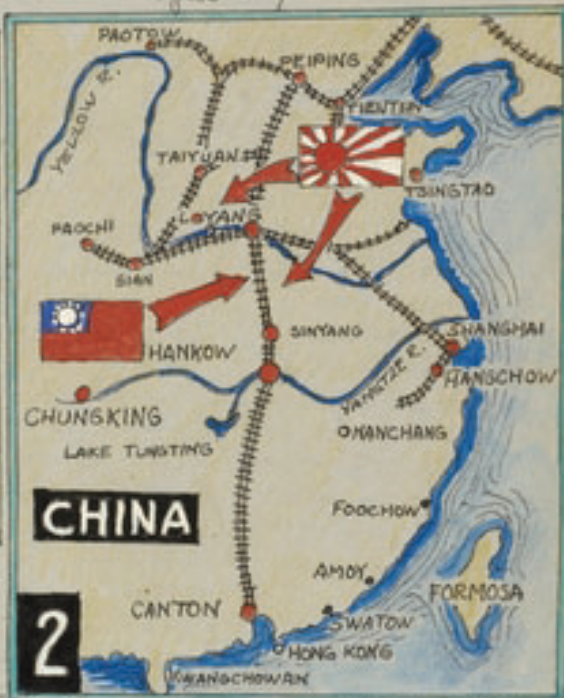 PAOTOW
PEIPING
TIENTSIN
YELLOW R.
TAIYUAN
TSINGTAO
LOYANG
PAOCHI
SIAN
SINYANG
SHANGHAI
HANKOW
HANGCHOW
YANGTZE R.
CHUNGKING
NANCHANG
LAKE TUNGTING
FOOCHOW
CHINA
AMOY
FORMOSA
CANTON
SWATOW
HONG KONG
KWANGCHOWAN
2